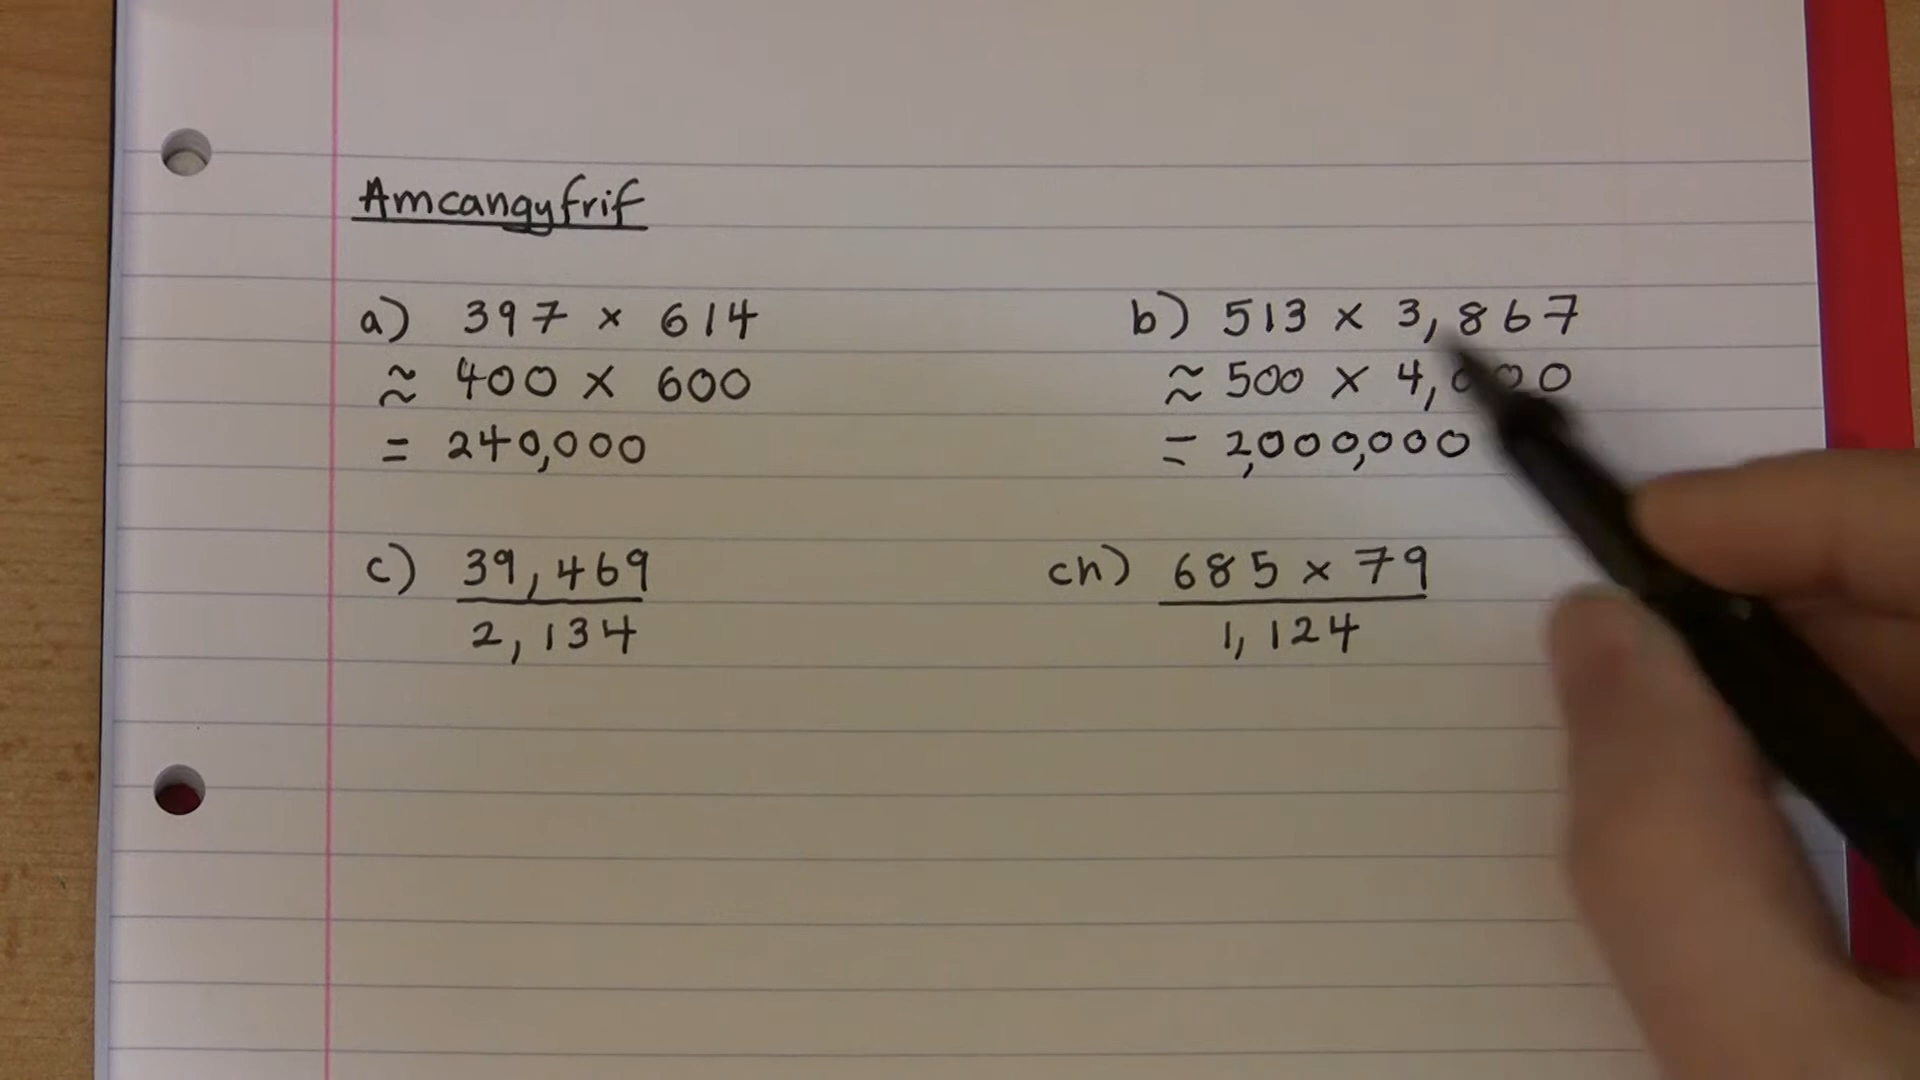 Amcangyfrif
a) 397 × 614
≈ 400 × 600
= 240,000
b) 513 × 3,867
≈ 500 × 4,000
= 2,000,000
c) 39,469
2,134
ch) 685 × 79
1,124